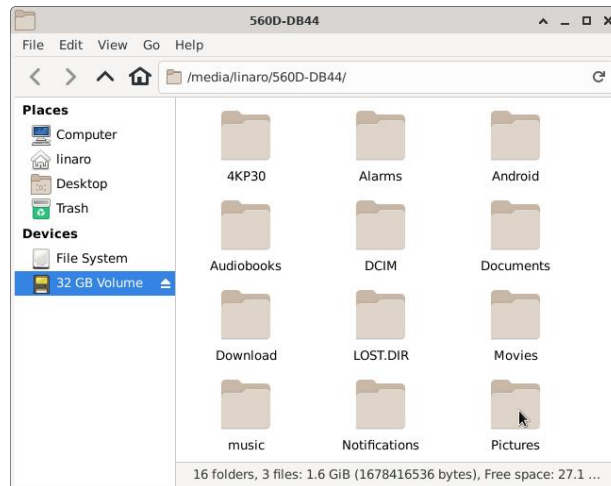 560D-DB44
File Edit View Go Help
/media/linaro/560D-DB44/
Places
Computer
linaro
Desktop
Trash
Devices
File System
32 GB Volume
4KP30 Alarms Android
Audiobooks DCIM Documents
Download LOST.DIR Movies
music Notifications Pictures
16 folders, 3 files: 1.6 GiB (1678416536 bytes), Free space: 27.1 ...